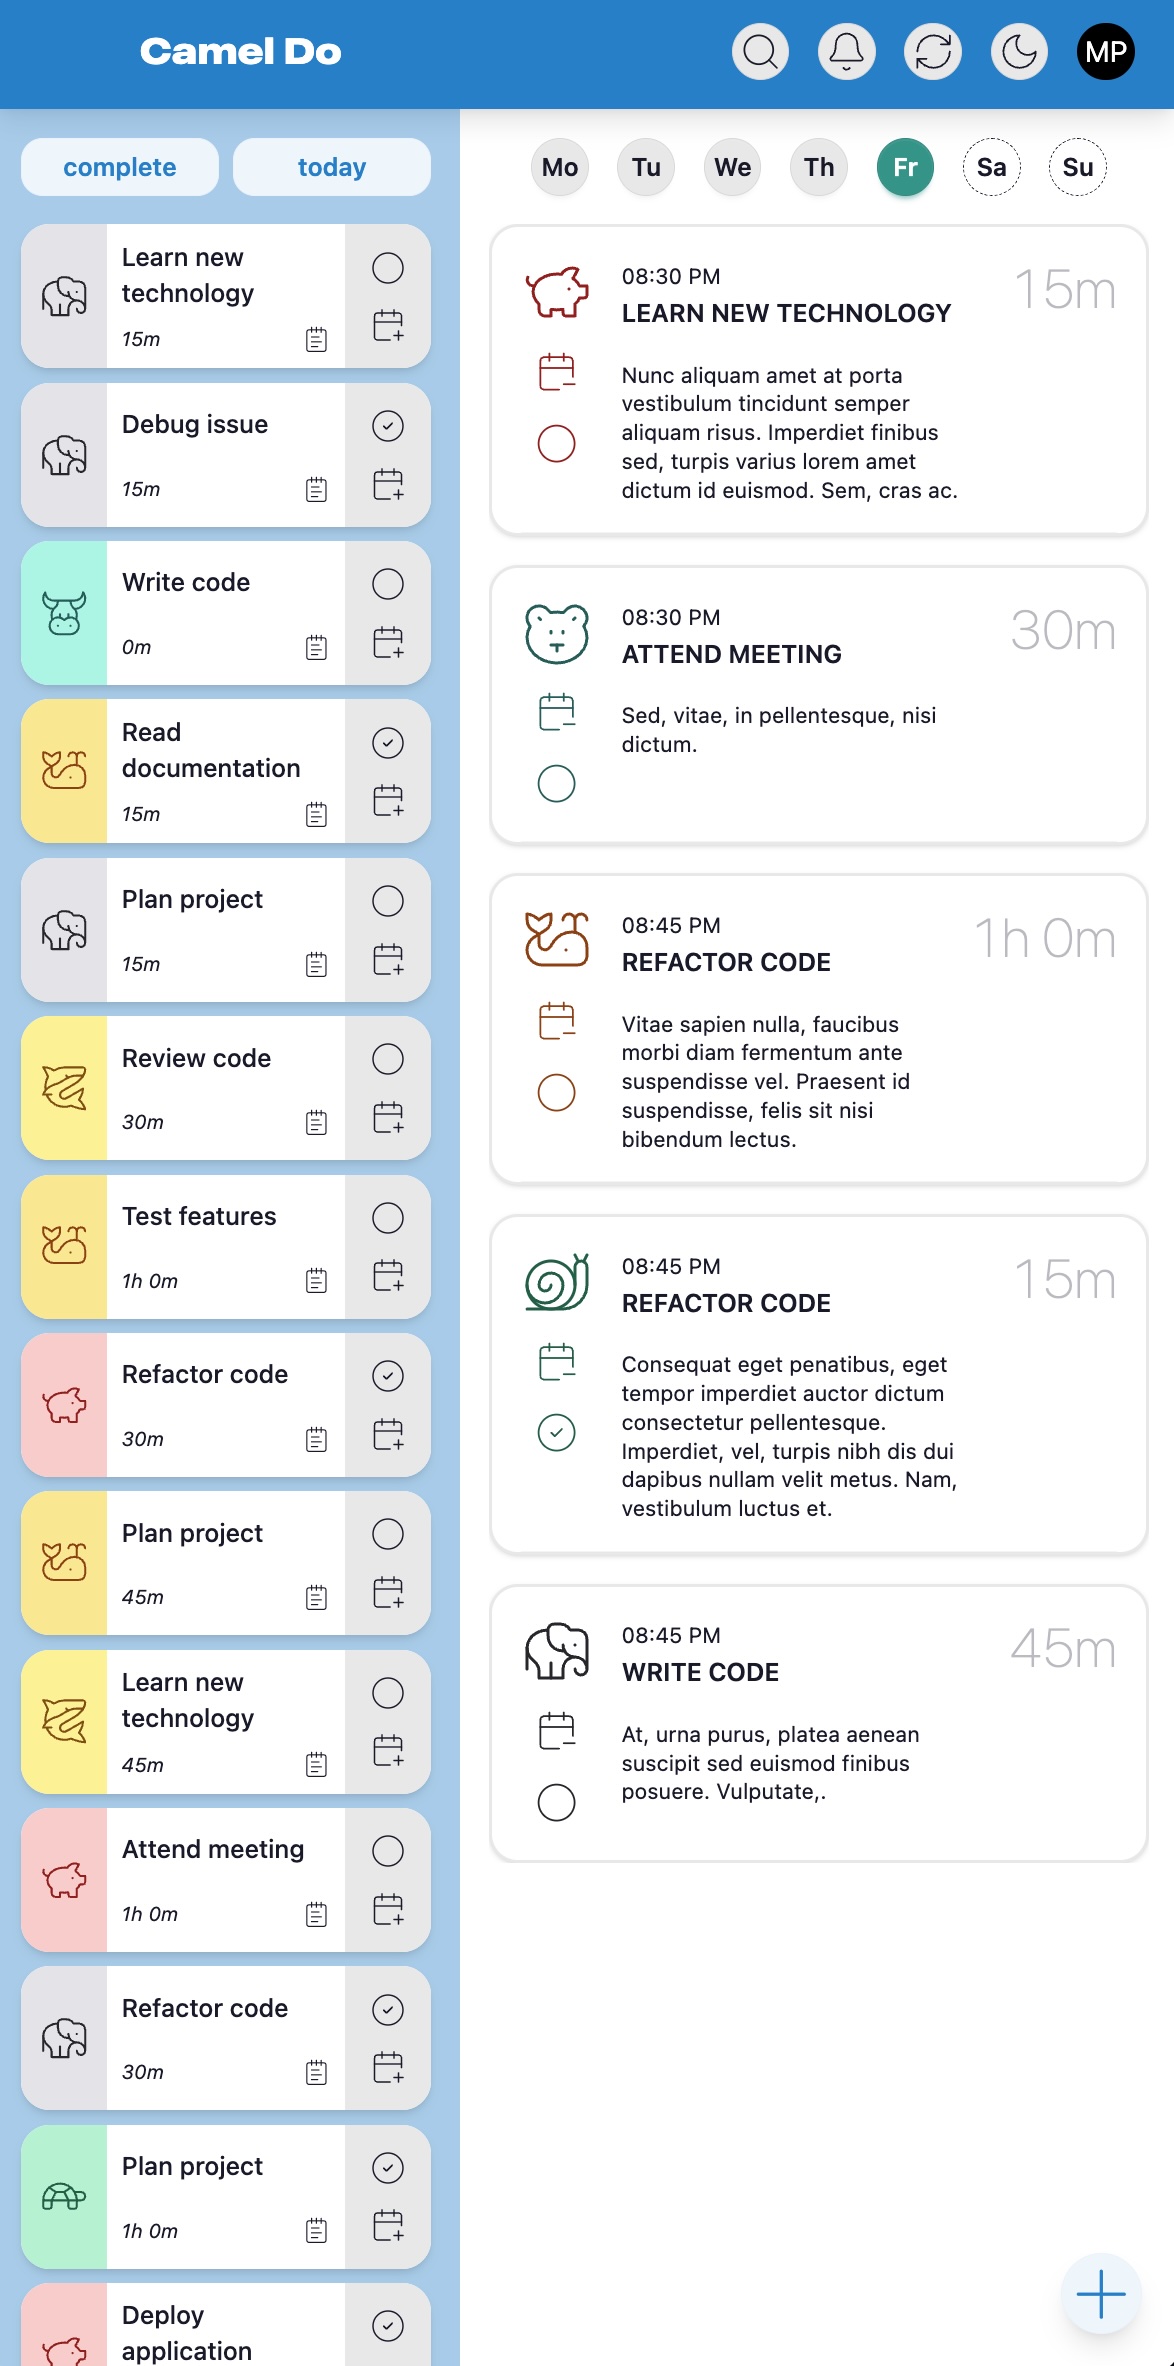 Camel Do
MP
complete
today
Learn new
technology
15m
Debug issue
15m
Write code
0m
Read
documentation
15m
Plan project
15m
Review code
30m
Test features
1h 0m
Refactor code
30m
Plan project
45m
Learn new
technology
45m
Attend meeting
1h 0m
Refactor code
30m
Plan project
1h 0m
Deploy
application
Mo Tu We Th Fr Sa Su
08:30 PM
15m
LEARN NEW TECHNOLOGY
Nunc aliquam amet at porta
vestibulum tincidunt semper
aliquam risus. Imperdiet finibus
sed, turpis varius lorem amet
dictum id euismod. Sem, cras ac.
08:30 PM
30m
ATTEND MEETING
Sed, vitae, in pellentesque, nisi
dictum.
08:45 PM
1h 0m
REFACTOR CODE
Vitae sapien nulla, faucibus
morbi diam fermentum ante
suspendisse vel. Praesent id
suspendisse, felis sit nisi
bibendum lectus.
08:45 PM
15m
REFACTOR CODE
Consequat eget penatibus, eget
tempor imperdiet auctor dictum
consectetur pellentesque.
Imperdiet, vel, turpis nibh dis dui
dapibus nullam velit metus. Nam,
vestibulum luctus et.
08:45 PM
45m
WRITE CODE
At, urna purus, platea aenean
suscipit sed euismod finibus
posuere. Vulputate,.